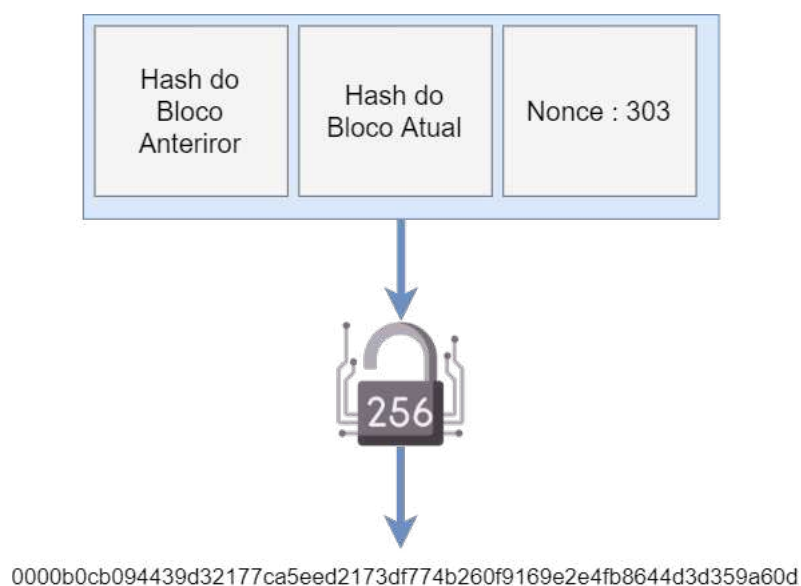 Hash do
Bloco
Anteriror
Hash do
Bloco Atual
Nonce : 303
256
0000b0cb094439d32177ca5eed2173df774b260f9169e2e4fb8644d3d359a60d